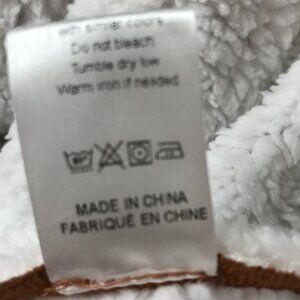 with similar colors
Do not bleach
Tumble dry low
Warm iron if needed
MADE IN CHINA
FABRIQUÉ EN CHINE